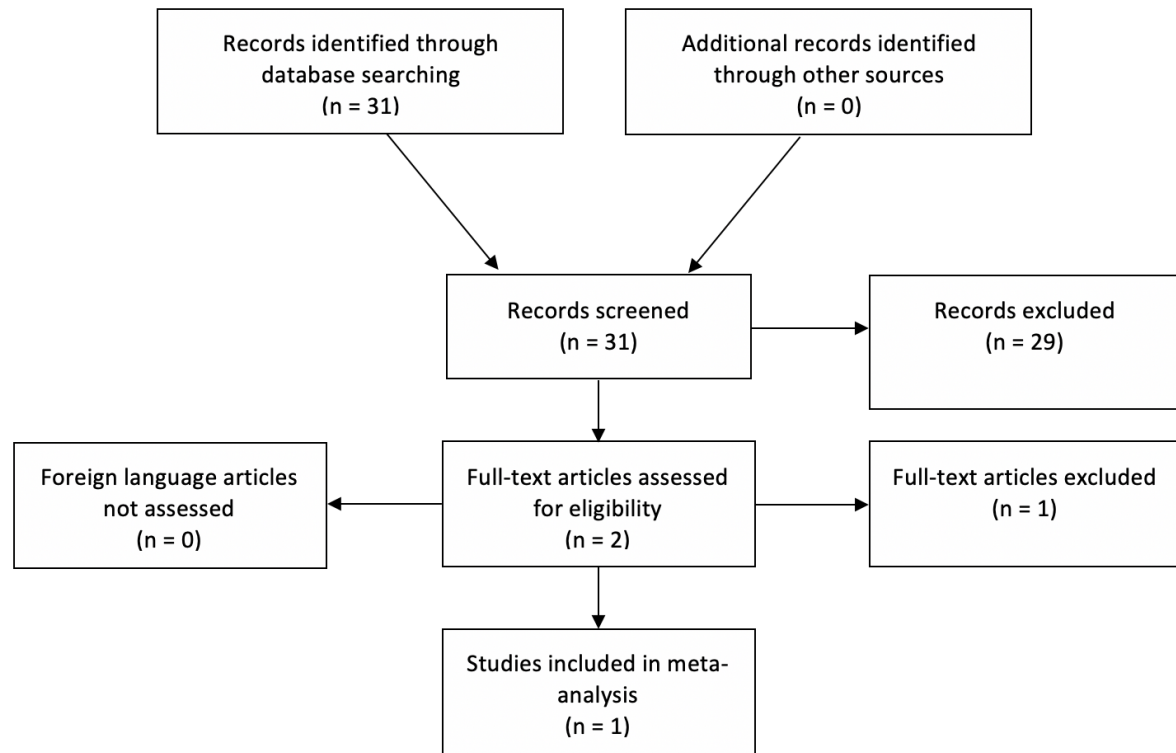 Records identified through
database searching
(n = 31)
Additional records identified
through other sources
(n = 0)
Records screened
(n = 31)
Records excluded
(n = 29)
Foreign language articles
not assessed
(n = 0)
Full-text articles assessed
for eligibility
(n = 2)
Full-text articles excluded
(n = 1)
Studies included in meta-
analysis
(n = 1)